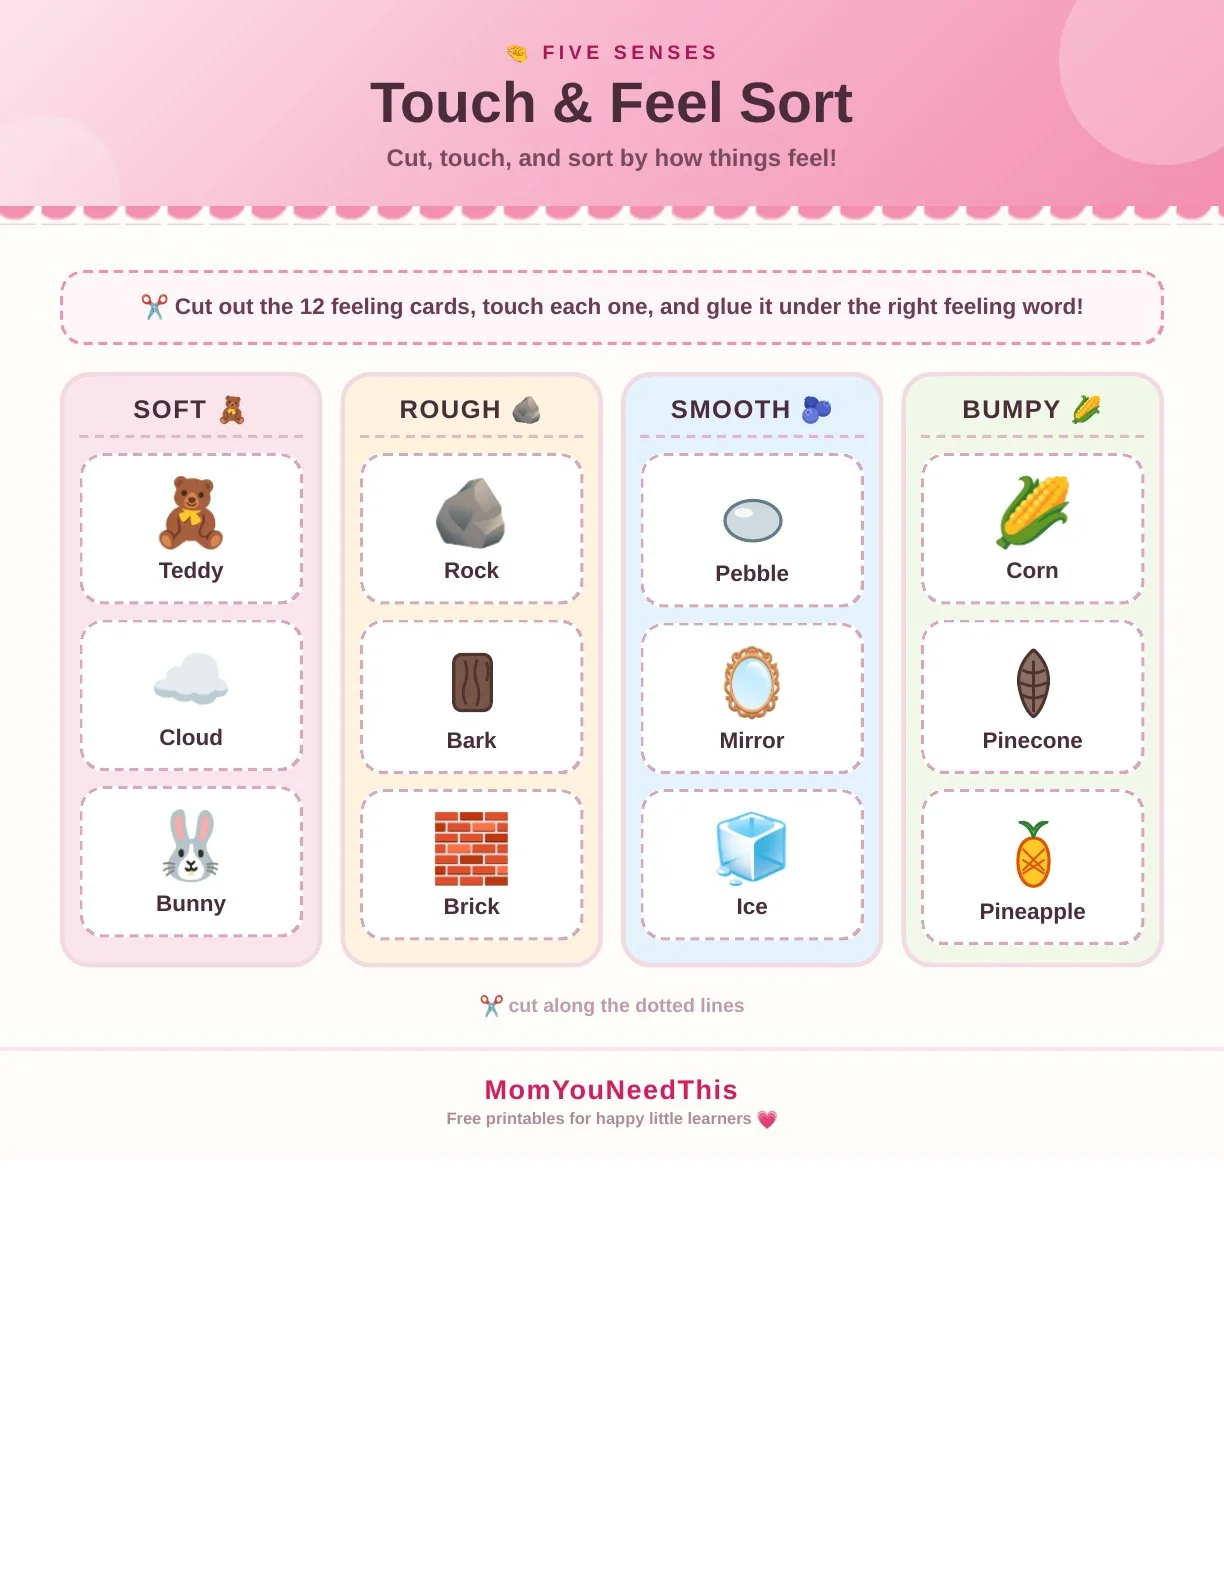 FIVE SENSES
Touch & Feel Sort
Cut, touch, and sort by how things feel!
Cut out the 12 feeling cards, touch each one, and glue it under the right feeling word!
SOFT
Teddy
Cloud
Bunny
ROUGH
Rock
Bark
Brick
SMOOTH
Pebble
Mirror
Ice
BUMPY
Corn
Pinecone
Pineapple
cut along the dotted lines
MomYouNeedThis
Free printables for happy little learners